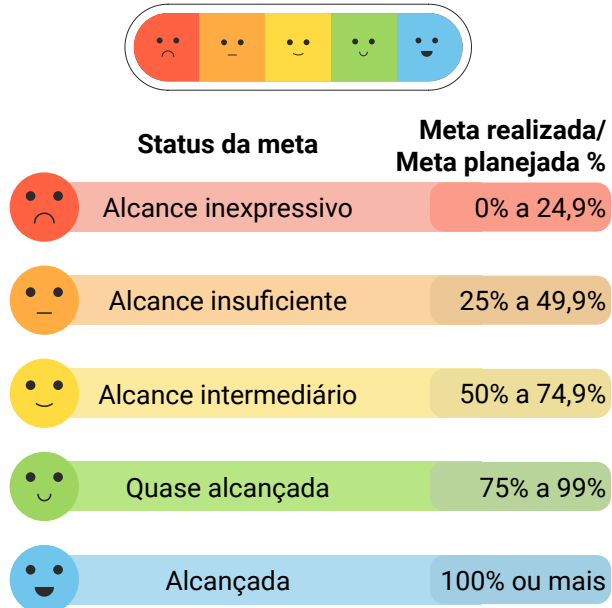 Status da meta
Meta realizada/
Meta planejada %
Alcance inexpressivo
0% a 24,9%
Alcance insuficiente
25% a 49,9%
Alcance intermediário
50% a 74,9%
Quase alcançada
75% a 99%
Alcançada
100% ou mais